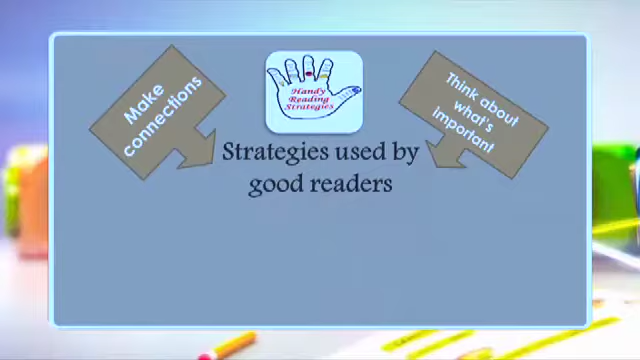 Make
connections
Handy
Reading
Strategies
Think about
what's
important
Strategies used by
good readers